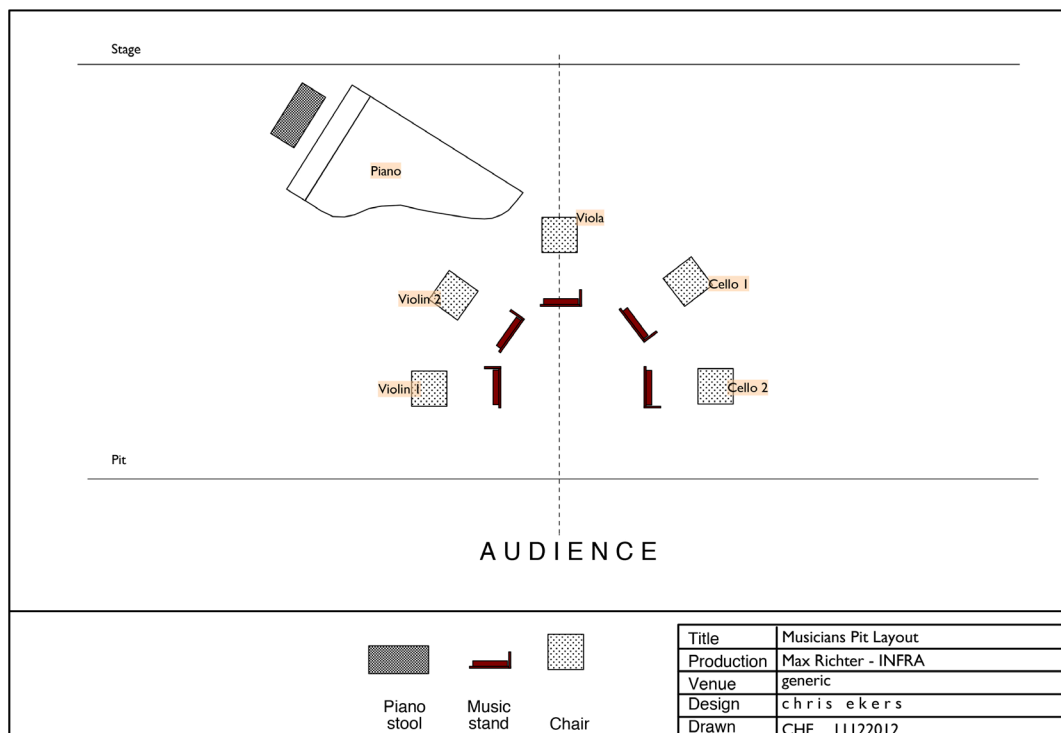 Stage
Piano
Viola
Violin 2
Cello 1
Violin 1
Cello 2
Pit
AUDIENCE
Piano stool
Music stand
Chair
Title Musicians Pit Layout
Production Max Richter - INFRA
Venue generic
Design chris ekers
Drawn